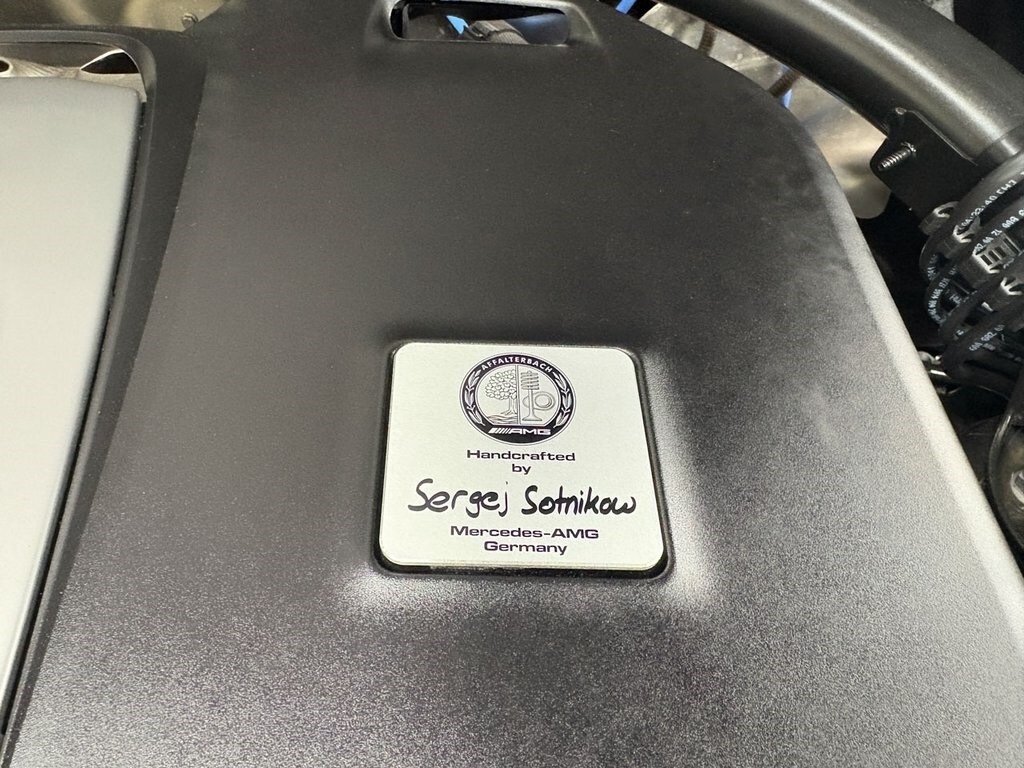 AFFALTERBACH
AMG
Handcrafted
by
Sergej Sotnikow
Mercedes-AMG
Germany